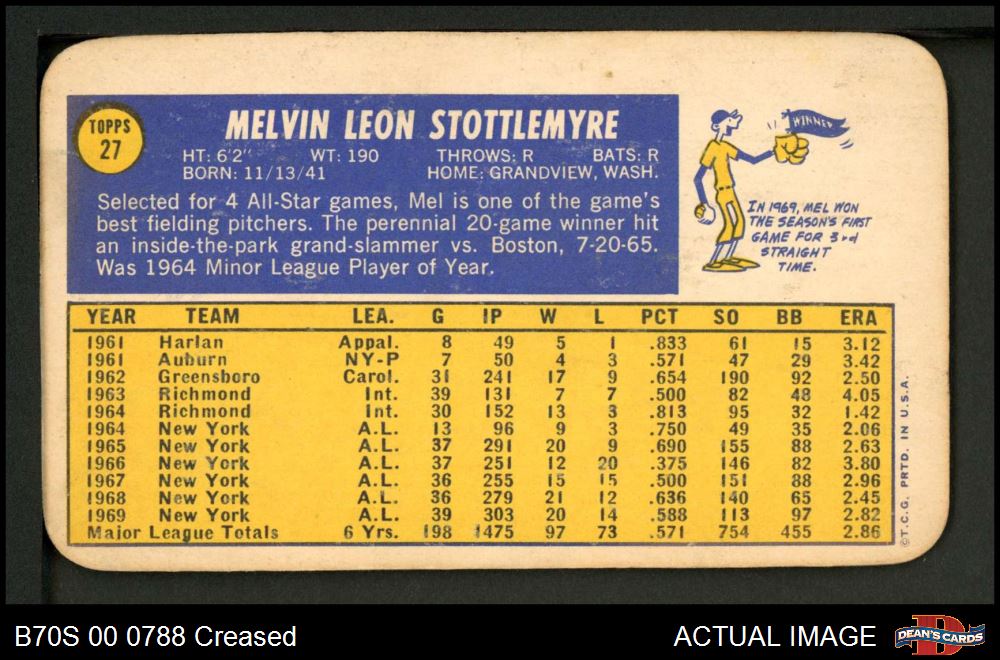 TOPPS
27
MELVIN LEON STOTTLEMYRE
HT: 6'2" WT: 190 THROWS: R BATS: R
BORN: 11/13/41 HOME: GRANDVIEW, WASH.
Selected for 4 All-Star games, Mel is one of the game's
best fielding pitchers. The perennial 20-game winner hit
an inside-the-park grand-slammer vs. Boston, 7-20-65.
Was 1964 Minor League Player of Year.
WINNER
IN 1969, MEL WON
THE SEASON'S FIRST
GAME FOR 3rd
STRAIGHT
TIME.
YEAR TEAM LEA. G IP W L PCT SO BB ERA
1961 Harlan Appal. 8 49 5 1 .833 61 15 3.12
1961 Auburn NY-P 7 50 4 3 .571 47 29 3.42
1962 Greensboro Carol. 31 241 17 9 .654 190 92 2.50
1963 Richmond Int. 39 131 7 7 .500 82 48 4.05
1964 Richmond Int. 30 152 13 3 .813 95 32 1.42
1964 New York A.L. 13 96 9 3 .750 49 35 2.06
1965 New York A.L. 37 291 20 9 .690 155 88 2.63
1966 New York A.L. 37 251 12 20 .375 146 82 3.80
1967 New York A.L. 36 255 15 15 .500 151 88 2.96
1968 New York A.L. 36 279 21 12 .636 140 65 2.45
1969 New York A.L. 39 303 20 14 .588 113 97 2.82
Major League Totals 6 Yrs. 198 1475 97 73 .571 754 455 2.86
©T.C.G. PRTD. IN U.S.A.
B70S 00 0788 Creased
ACTUAL IMAGE
DEAN'S CARDS